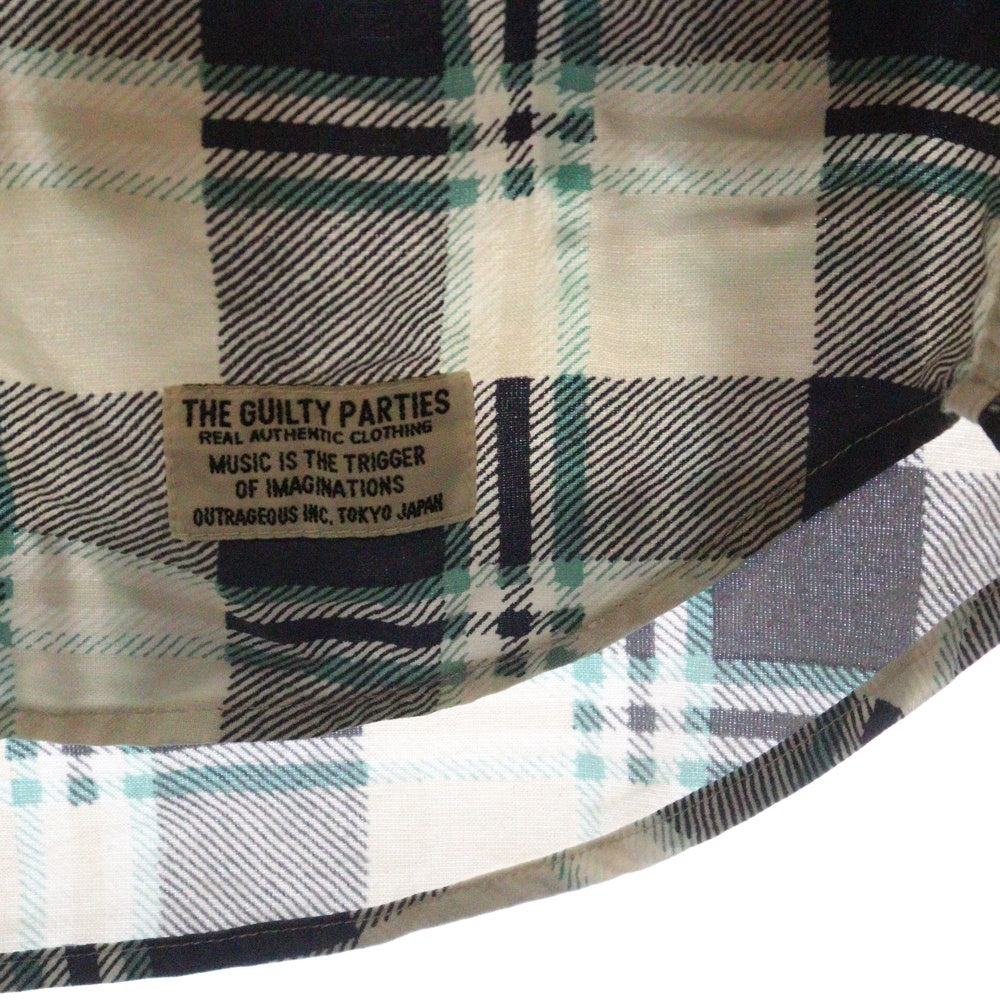 THE GUILTY PARTIES
REAL AUTHENTIC CLOTHING
MUSIC IS THE TRIGGER
OF IMAGINATIONS
OUTRAGEOUS INC, TOKYO JAPAN